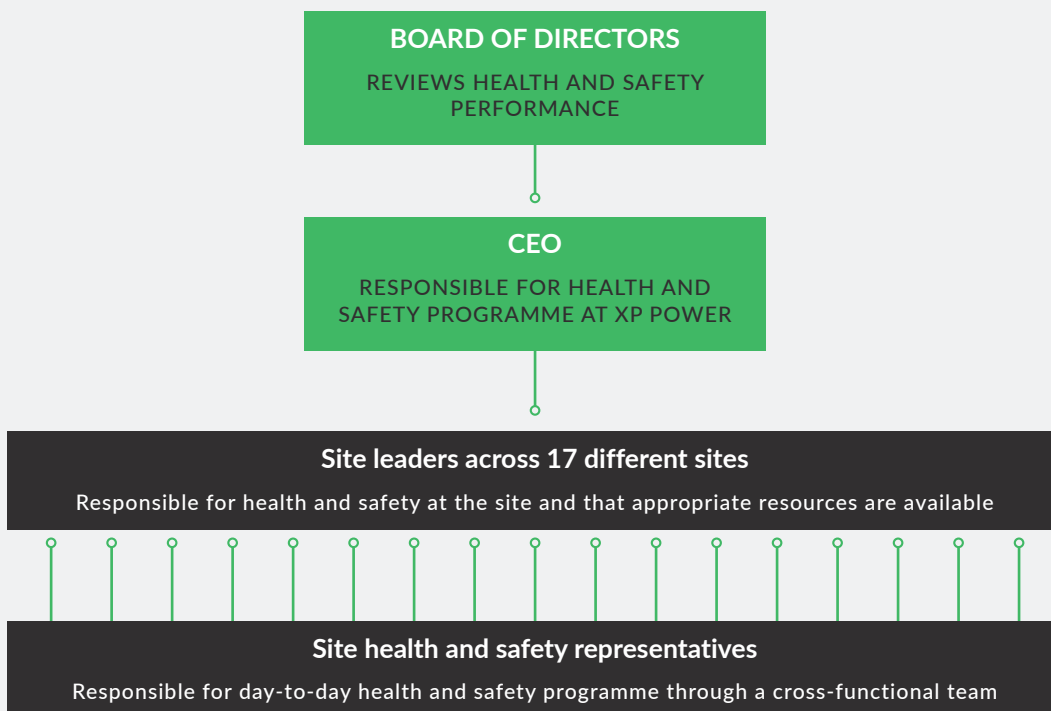 BOARD OF DIRECTORS
REVIEWS HEALTH AND SAFETY
PERFORMANCE
CEO
RESPONSIBLE FOR HEALTH AND
SAFETY PROGRAMME AT XP POWER
Site leaders across 17 different sites
Responsible for health and safety at the site and that appropriate resources are available
Site health and safety representatives
Responsible for day-to-day health and safety programme through a cross-functional team